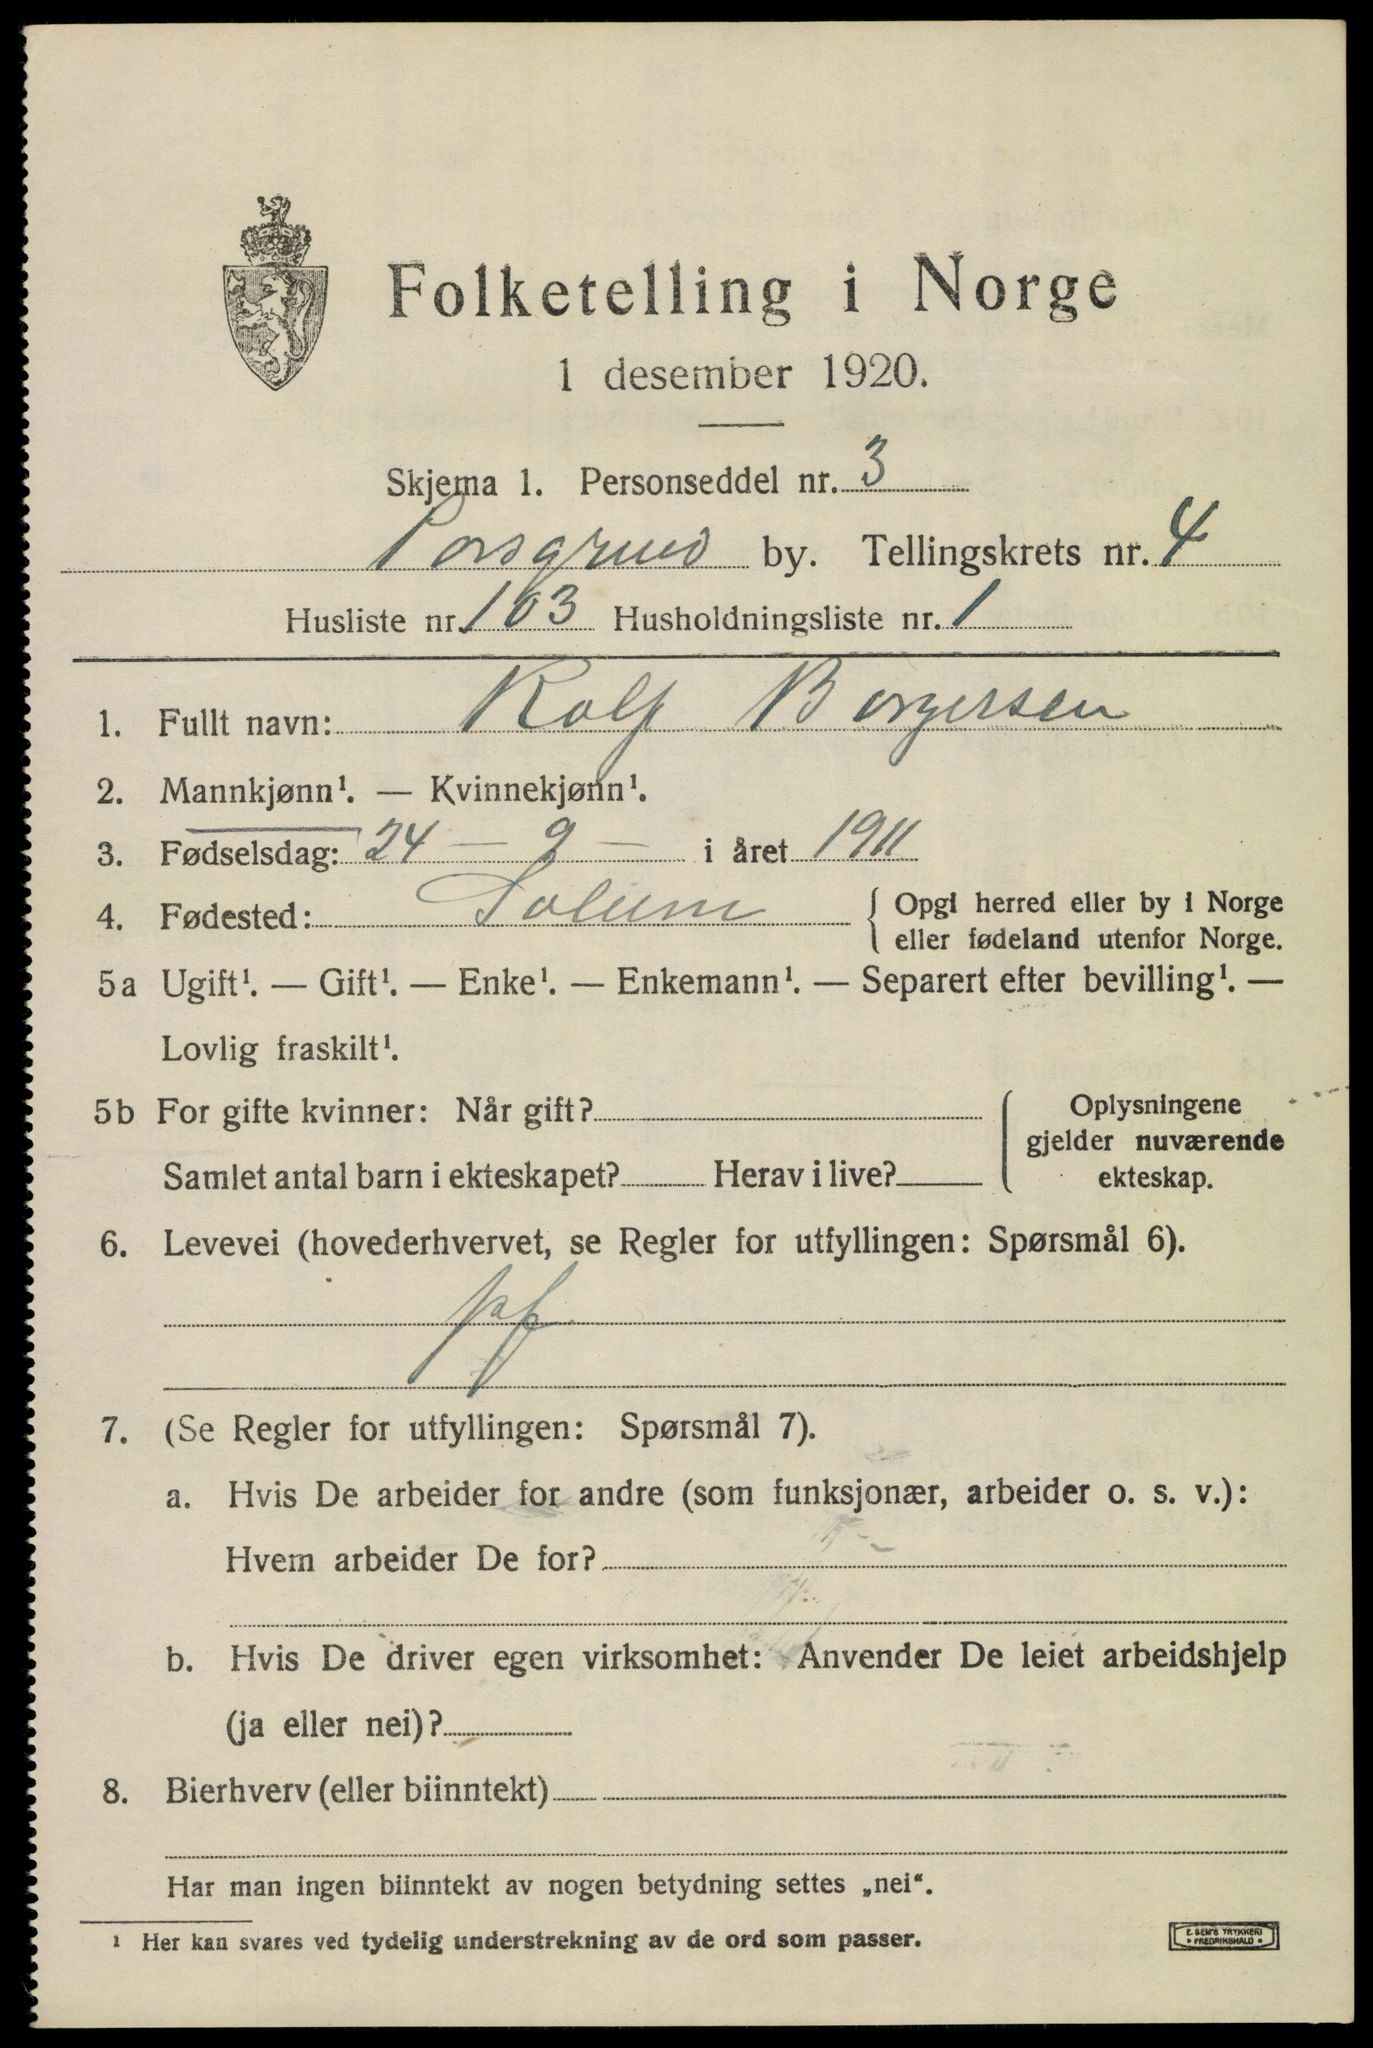 Folketelling i Norge
1 desember 1920.
Skjema 1. Personseddel nr. 3
Porsgrund by. Tellingskrets nr. 4
Husliste nr. 103 Husholdningsliste nr. 1
1. Fullt navn: Rolf Borgersen
2. Mannkjønn¹. — Kvinnekjønn¹.
3. Fødselsdag: 24 – 9 – i året 1911
4. Fødested: Solum { Opgi herred eller by i Norge
eller fødeland utenfor Norge.
5a Ugift¹. — Gift¹. — Enke¹. — Enkemann¹. — Separert efter bevilling¹. —
Lovlig fraskilt¹.
5b For gifte kvinner: Når gift? { Oplysningene
gjelder nuværende
Samlet antal barn i ekteskapet? Herav i live? ekteskap.
6. Levevei (hovederhvervet, se Regler for utfyllingen: Spørsmål 6).
pf
7. (Se Regler for utfyllingen: Spørsmål 7).
a. Hvis De arbeider for andre (som funksjonær, arbeider o. s. v.):
Hvem arbeider De for?
b. Hvis De driver egen virksomhet: Anvender De leiet arbeidshjelp
(ja eller nei)?
8. Bierhverv (eller biinntekt)
Har man ingen biinntekt av nogen betydning settes „nei“.
¹ Her kan svares ved tydelig understrekning av de ord som passer.
E. SEM'S TRYKKERI
• FREDRIKSHALD •